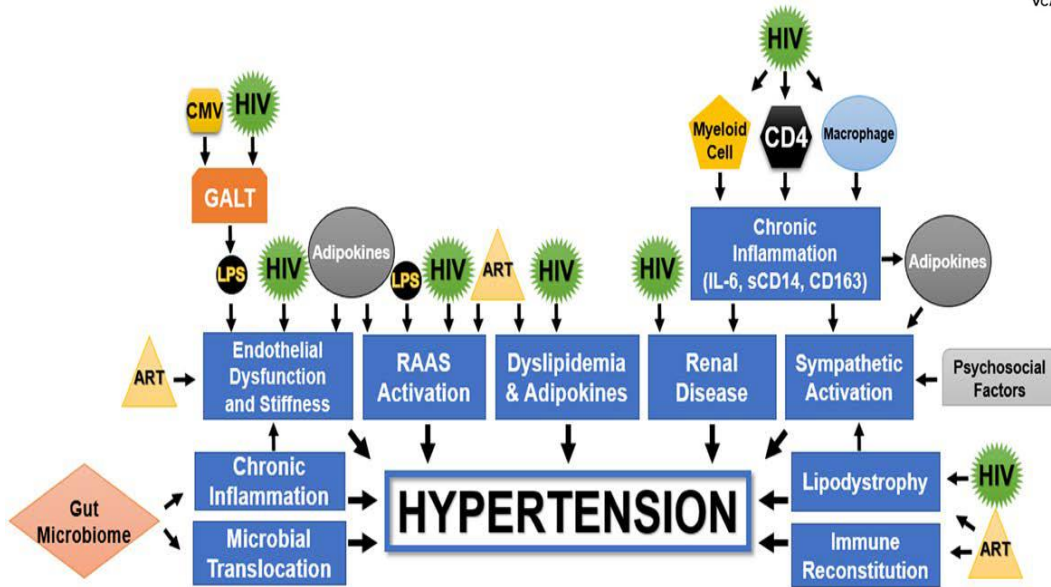 HIV
CMV
HIV
Myeloid
Cell
CD4
Macrophage
GALT
Chronic
Inflammation
(IL-6, sCD14, CD163)
Adipokines
LPS
HIV
Adipokines
LPS
HIV
ART
HIV
HIV
ART
Endothelial
Dysfunction
and Stiffness
RAAS
Activation
Dyslipidemia
& Adipokines
Renal
Disease
Sympathetic
Activation
Psychosocial
Factors
Gut
Microbiome
Chronic
Inflammation
Microbial
Translocation
HYPERTENSION
Lipodystrophy
Immune
Reconstitution
HIV
ART